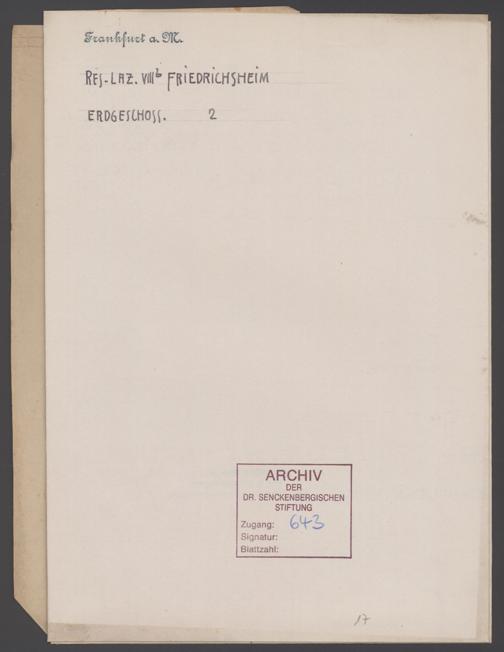 Frankfurt a. M.
RES-LAZ. VIIIb FRIEDRICHSHEIM
ERDGESCHOSS. 2
ARCHIV
DER
DR. SENCKENBERGISCHEN
STIFTUNG
Zugang: 643
Signatur:
Blattzahl:
17